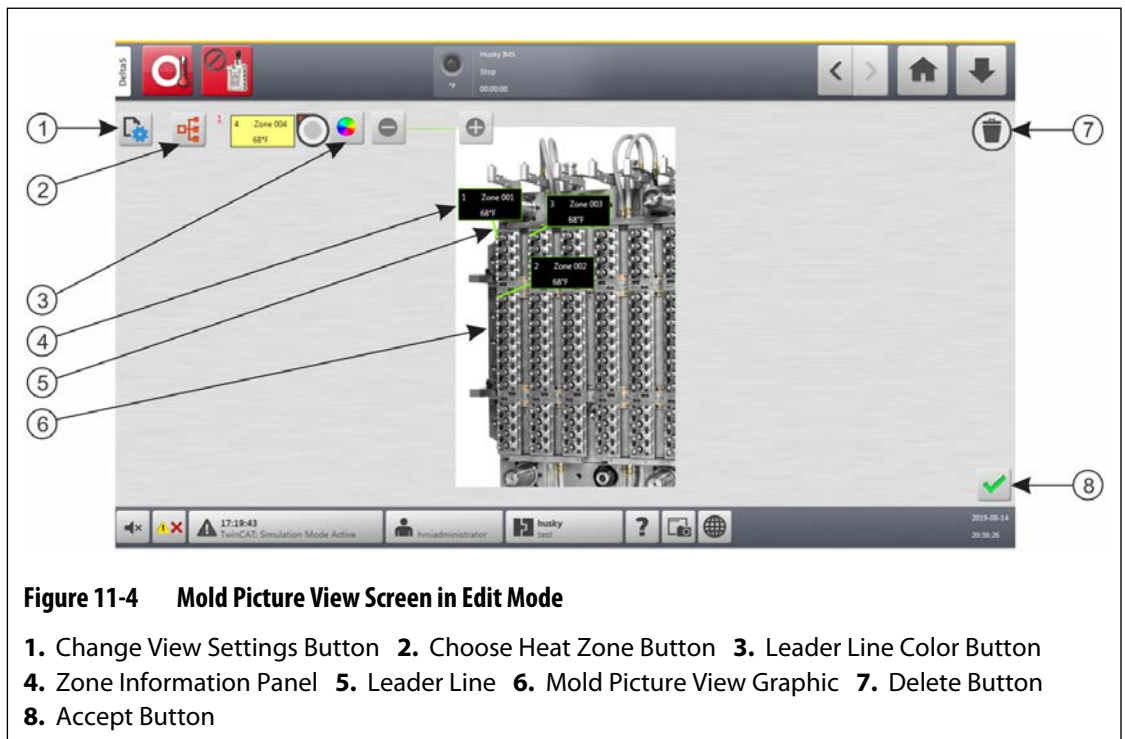 Delta5
Husky IMS
Stop
°F 00:00:00
1
2
3
4
5
6
7
8
1
4 Zone 004
68°F
1 Zone 001
68°F
3 Zone 003
68°F
2 Zone 002
68°F
17:19:43
TwinCAT: Simulation Mode Active
hmiadministrator
husky
test
?
20:38:26
Figure 11-4 Mold Picture View Screen in Edit Mode
1. Change View Settings Button 2. Choose Heat Zone Button 3. Leader Line Color Button
4. Zone Information Panel 5. Leader Line 6. Mold Picture View Graphic 7. Delete Button
8. Accept Button